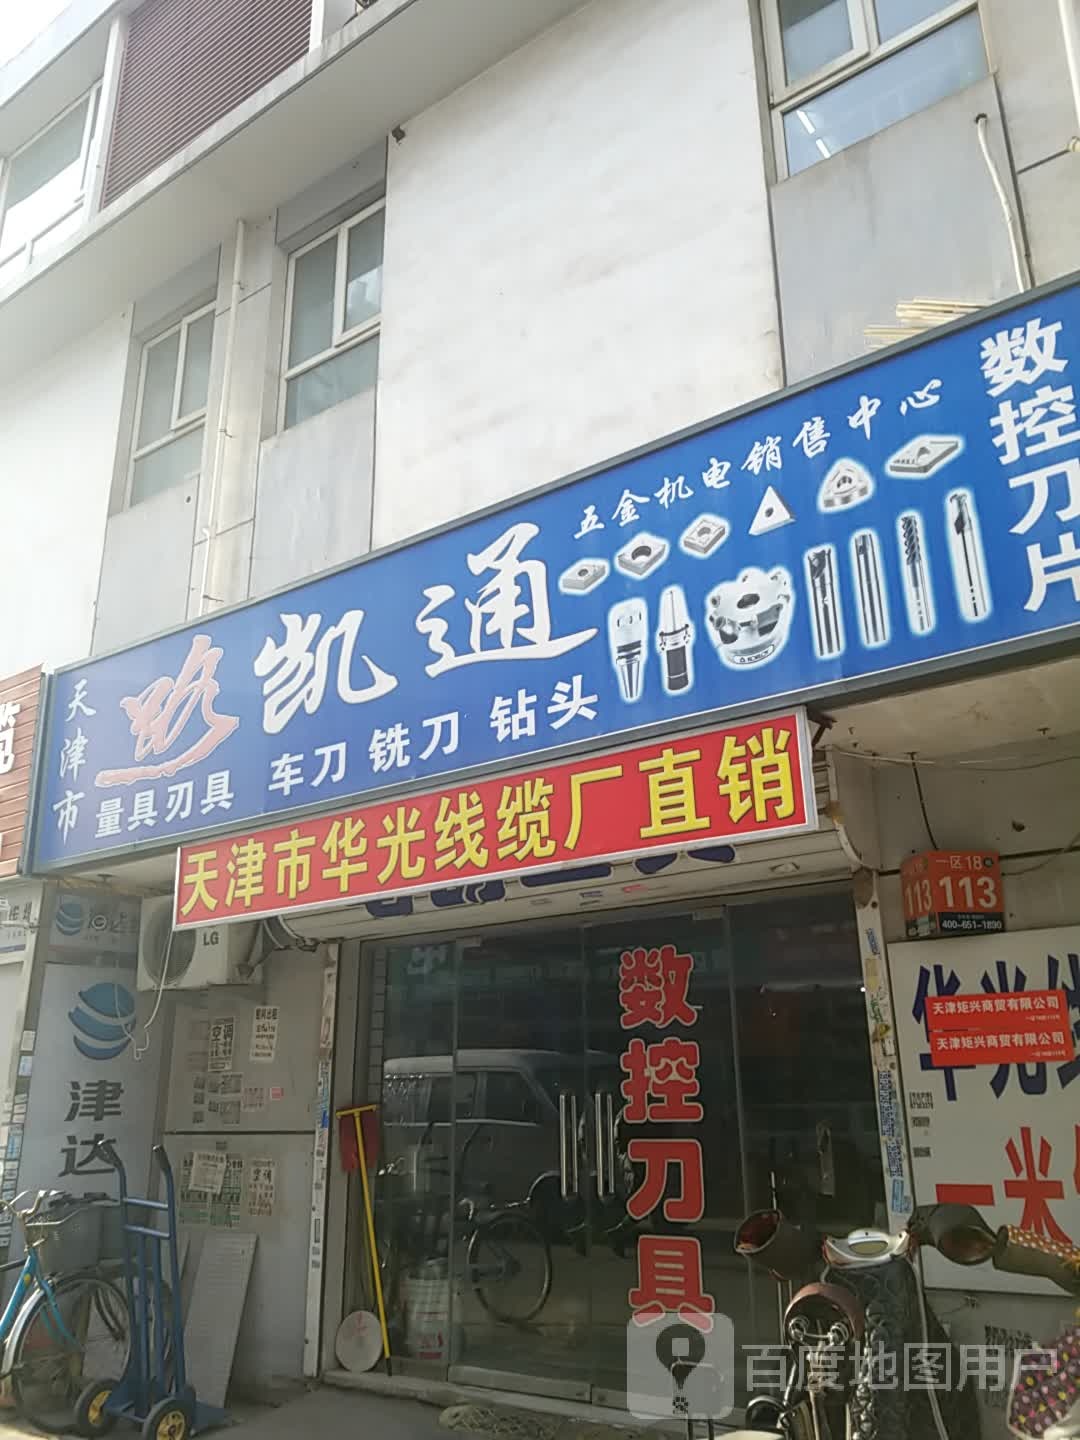 天津市
路凯通
五金机电销售中心
数控刀片
量具刃具 车刀 铣刀 钻头
天津市华光线缆厂直销
LG
一区18
113
113
400-651-1890
天津矩兴商贸有限公司
天津矩兴商贸有限公司
华光线
一米
数控刀具
津达
空调
百度地图用户